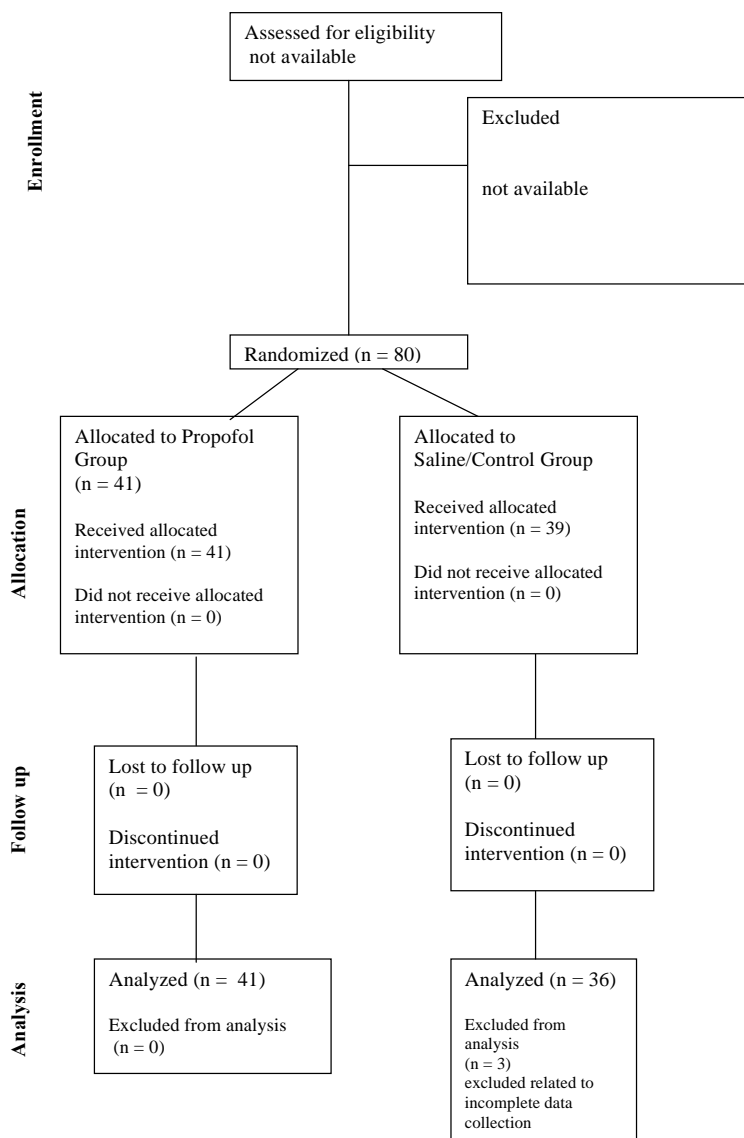 Assessed for eligibility
not available
Enrollment
Excluded
not available
Randomized (n = 80)
Allocation
Allocated to Propofol
Group
(n = 41)
Received allocated
intervention (n = 41)
Did not receive allocated
intervention (n = 0)
Allocated to
Saline/Control Group
Received allocated
intervention (n = 39)
Did not receive allocated
intervention (n = 0)
Follow up
Lost to follow up
(n = 0)
Discontinued
intervention (n = 0)
Lost to follow up
(n = 0)
Discontinued
intervention (n = 0)
Analysis
Analyzed (n = 41)
Excluded from analysis
(n = 0)
Analyzed (n = 36)
Excluded from
analysis
(n = 3)
excluded related to
incomplete data
collection